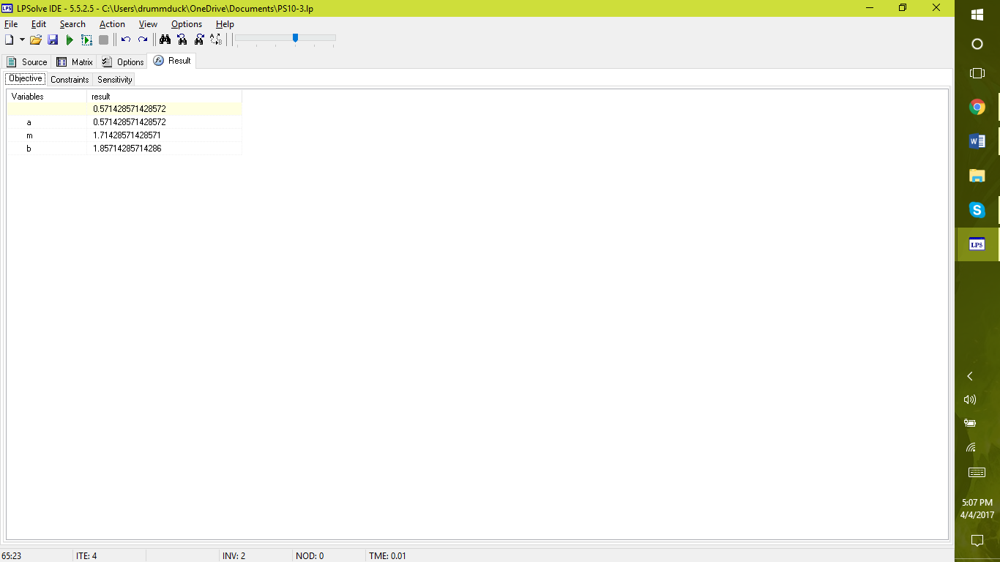 LPS LPSolve IDE - 5.5.2.5 - C:\Users\drummduck\OneDrive\Documents\PS10-3.lp
File Edit Search Action View Options Help
Source Matrix Options Result
Objective Constraints Sensitivity
Variables result
0.571428571428572
a 0.571428571428572
m 1.71428571428571
b 1.85714285714286
65:23 ITE: 4 INV: 2 NOD: 0 TME: 0.01
W
S
LPS
5:07 PM
4/4/2017